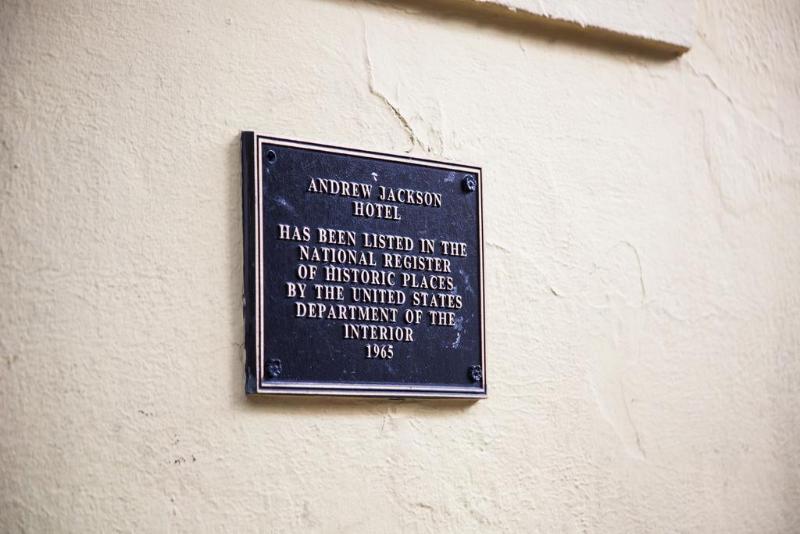 ANDREW JACKSON
HOTEL
HAS BEEN LISTED IN THE
NATIONAL REGISTER
OF HISTORIC PLACES
BY THE UNITED STATES
DEPARTMENT OF THE
INTERIOR
1965